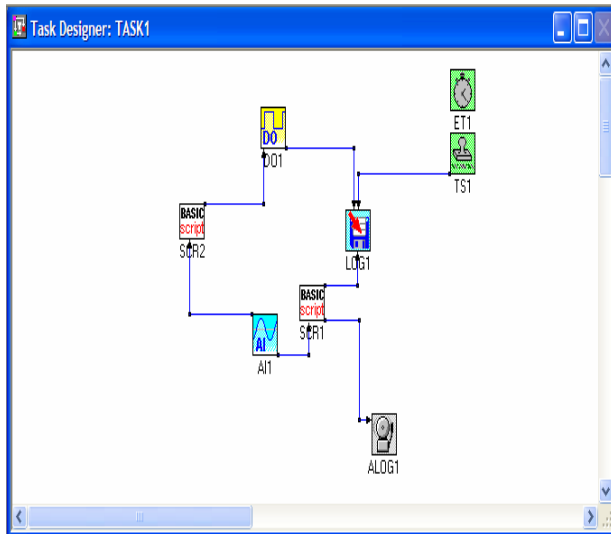 Task Designer: TASK1
ET1
DO
DO1
TS1
BASIC
script
SCR2
LOG1
BASIC
script
SCR1
AI
AI1
ALOG1